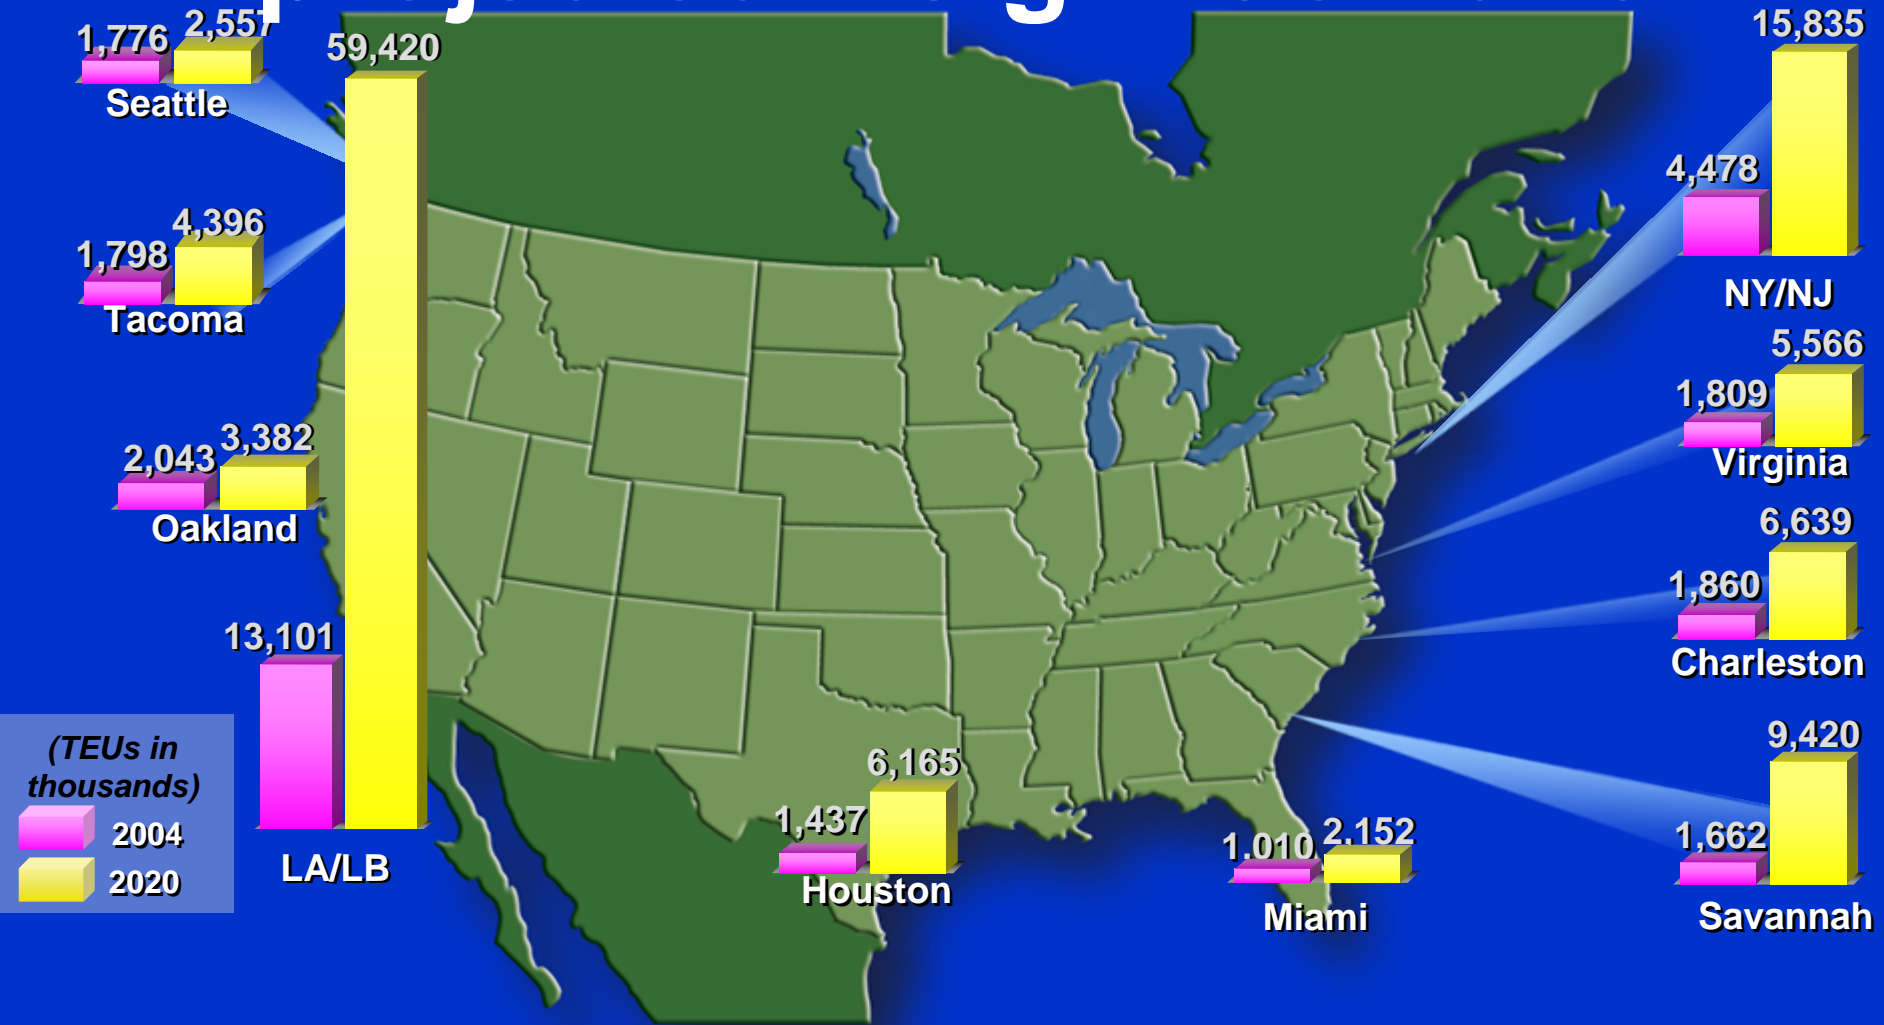 1,776
2,557
Seattle
59,420
15,835
4,478
NY/NJ
1,798
4,396
Tacoma
5,566
1,809
Virginia
2,043
3,382
Oakland
6,639
1,860
Charleston
13,101
LA/LB
(TEUs in
thousands)
2004
2020
6,165
1,437
Houston
1,010
2,152
Miami
9,420
1,662
Savannah